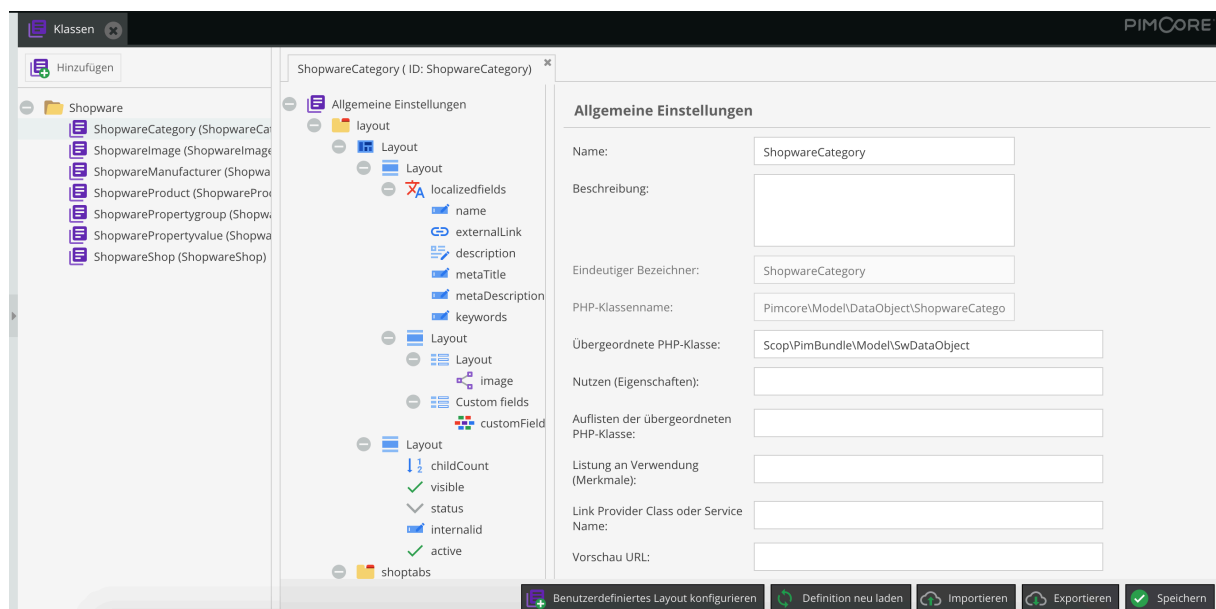 Klassen
PIMCORE
Hinzufügen
ShopwareCategory ( ID: ShopwareCategory)
Shopware
ShopwareCategory (ShopwareCa
ShopwareImage (ShopwareImage
ShopwareManufacturer (Shopwa
ShopwareProduct (ShopwarePro
ShopwarePropertygroup (Shopwa
ShopwarePropertyvalue (Shopwa
ShopwareShop (ShopwareShop)
Allgemeine Einstellungen
layout
Layout
Layout
localizedfields
name
externalLink
description
metaTitle
metaDescription
keywords
Layout
Layout
image
Custom fields
customField
Layout
childCount
visible
status
internalid
active
shoptabs
Allgemeine Einstellungen
Name:
ShopwareCategory
Beschreibung:
Eindeutiger Bezeichner:
ShopwareCategory
PHP-Klassenname:
Pimcore\Model\DataObject\ShopwareCatego
Übergeordnete PHP-Klasse:
Scop\PimBundle\Model\SwDataObject
Nutzen (Eigenschaften):
Auflisten der übergeordneten
PHP-Klasse:
Listung an Verwendung
(Merkmale):
Link Provider Class oder Service
Name:
Vorschau URL:
Benutzerdefiniertes Layout konfigurieren
Definition neu laden
Importieren
Exportieren
Speichern